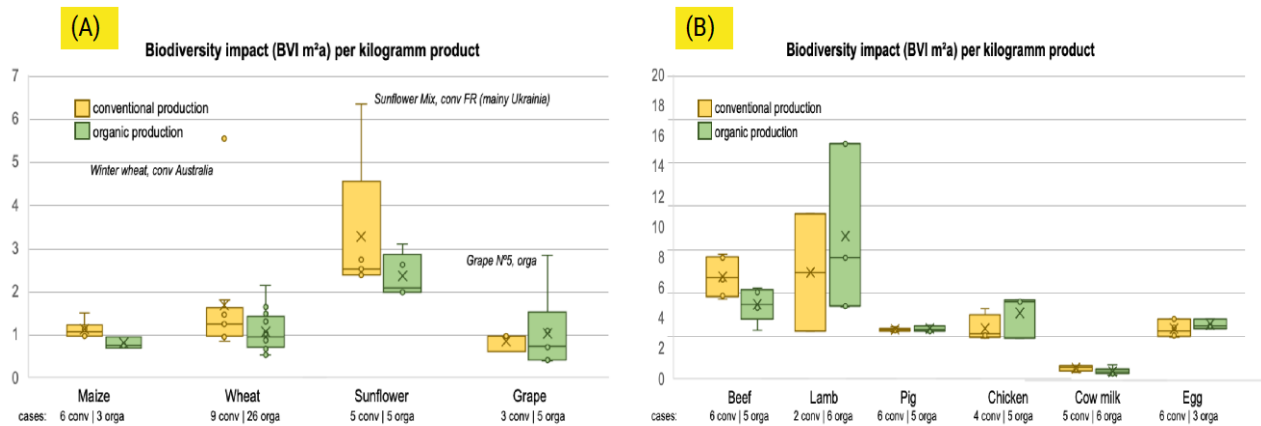 (A)
Biodiversity impact (BVI m²a) per kilogramm product
7
6
5
4
3
2
1
0
conventional production
organic production
Sunflower Mix, conv FR (mainy Ukrainia)
Winter wheat, conv Australia
Grape Nº5, orga
Maize
Wheat
Sunflower
Grape
cases: 6 conv | 3 orga
9 conv | 26 orga
5 conv | 5 orga
3 conv | 5 orga
(B)
Biodiversity impact (BVI m²a) per kilogramm product
20
18
16
14
12
10
8
6
4
2
0
conventional production
organic production
Beef
Lamb
Pig
Chicken
Cow milk
Egg
cases: 6 conv | 5 orga
2 conv | 6 orga
6 conv | 5 orga
4 conv | 5 orga
5 conv | 6 orga
6 conv | 3 orga